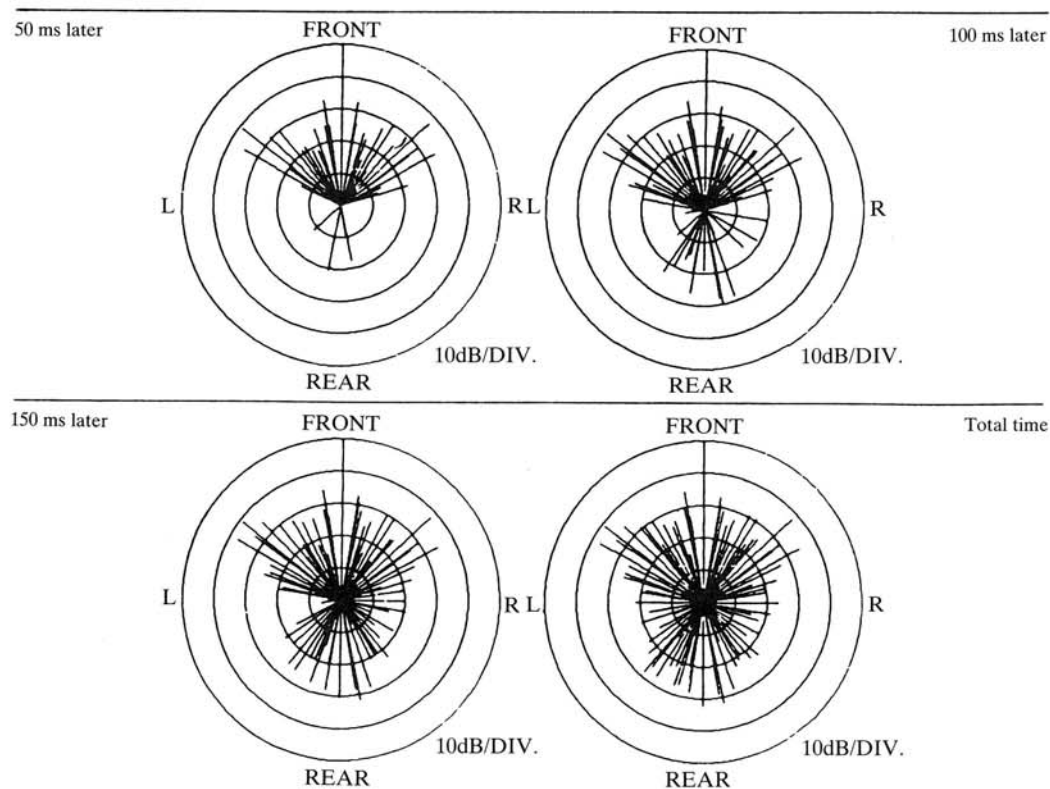 50 ms later
FRONT
100 ms later
FRONT
L
R
L
R
10dB/DIV.
10dB/DIV.
REAR
REAR
150 ms later
FRONT
Total time
FRONT
L
R
L
R
10dB/DIV.
10dB/DIV.
REAR
REAR